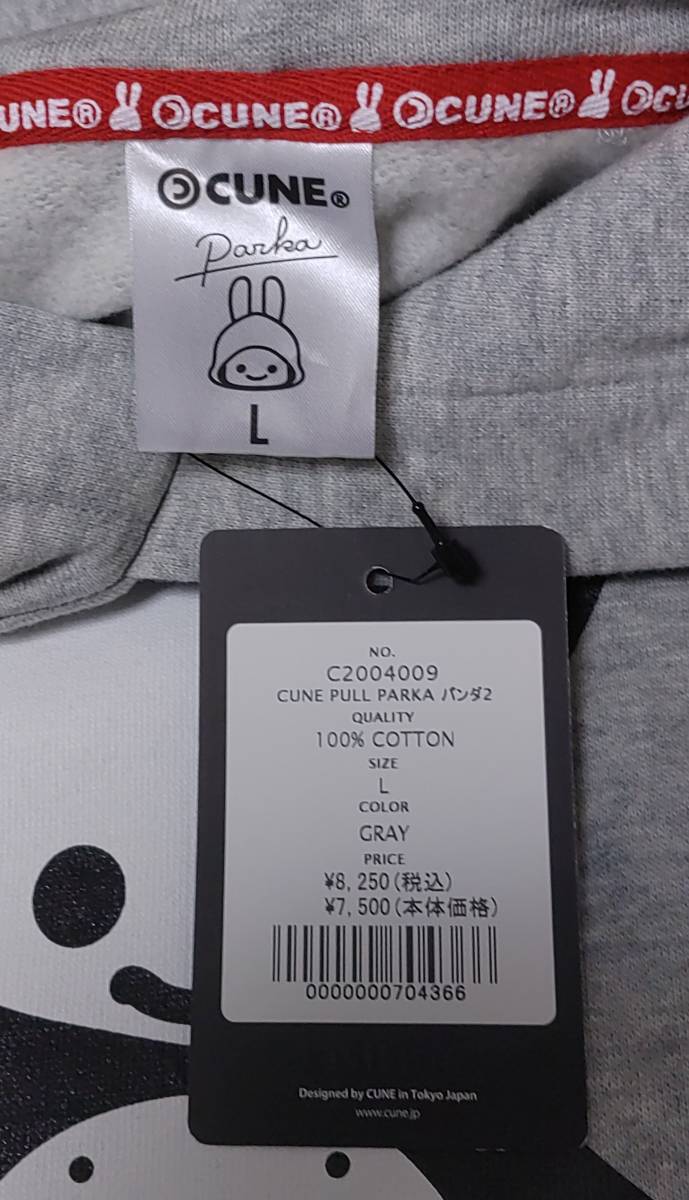 UNE® CUNE® CUNE® CU
CUNE®
Parka
L
NO.
C2004009
CUNE PULL PARKA パンダ2
QUALITY
100% COTTON
SIZE
L
COLOR
GRAY
PRICE
¥8,250(税込)
¥7,500(本体価格)
0000000704366
Designed by CUNE in Tokyo Japan
www.cune.jp